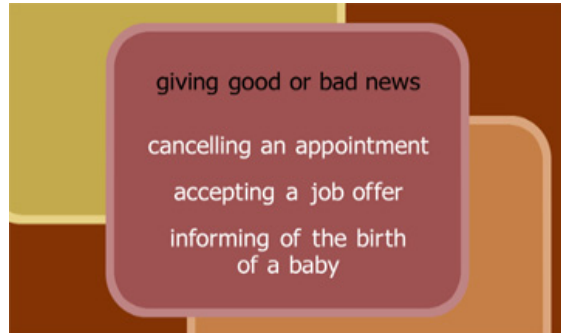 giving good or bad news
cancelling an appointment
accepting a job offer
informing of the birth
of a baby